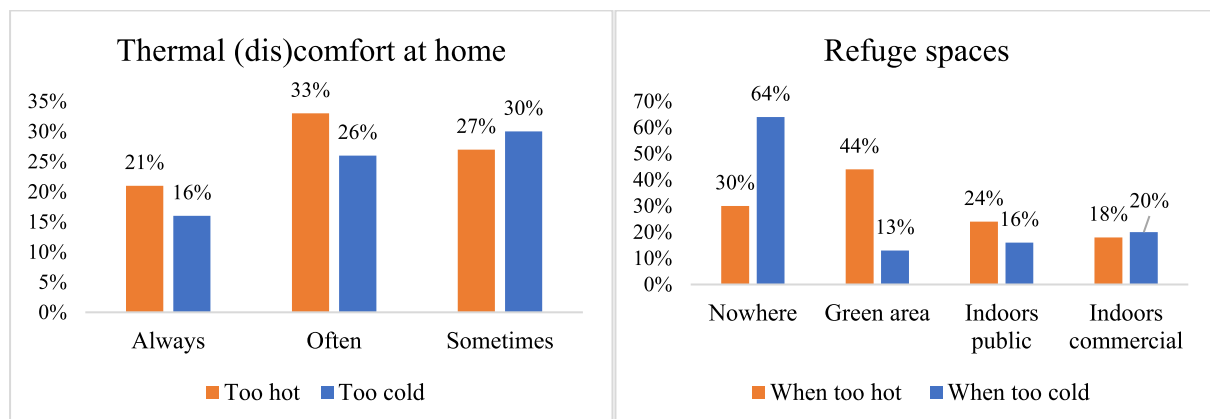 Thermal (dis)comfort at home
35%
30%
25%
20%
15%
10%
5%
0%
21%
16%
33%
26%
27%
30%
Always
Often
Sometimes
Too hot
Too cold
Refuge spaces
70%
60%
50%
40%
30%
20%
10%
0%
30%
64%
44%
13%
24%
16%
18%
20%
Nowhere
Green area
Indoors
public
Indoors
commercial
When too hot
When too cold